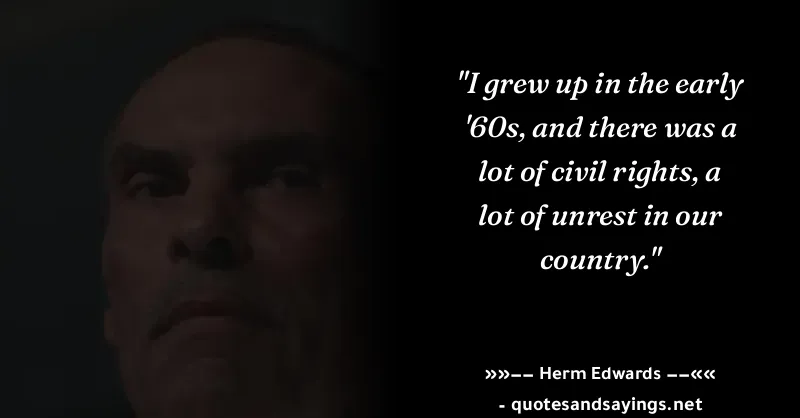 "I grew up in the early
'60s, and there was a
lot of civil rights, a
lot of unrest in our
country."
»»−− Herm Edwards −−««
- quotesandsayings.net